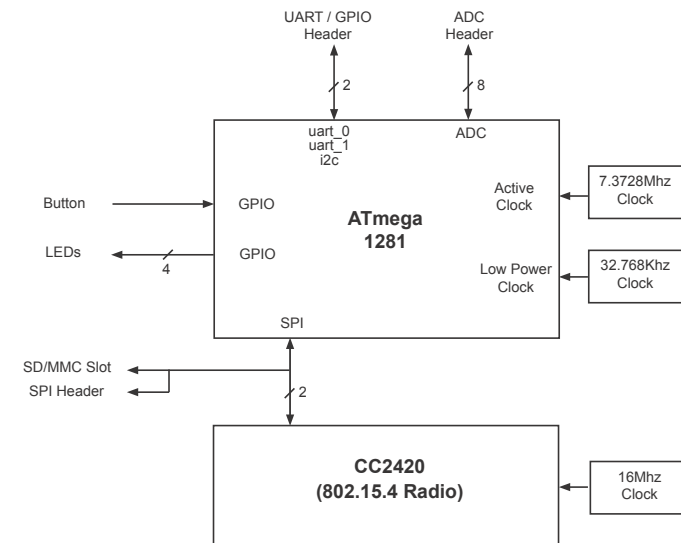 UART / GPIO
Header
ADC
Header
2
8
uart_0
uart_1
i2c
ADC
Active
Clock
7.3728Mhz
Clock
Button
GPIO
ATmega
1281
LEDs
4
GPIO
Low Power
Clock
32.768Khz
Clock
SPI
SD/MMC Slot
SPI Header
2
CC2420
(802.15.4 Radio)
16Mhz
Clock